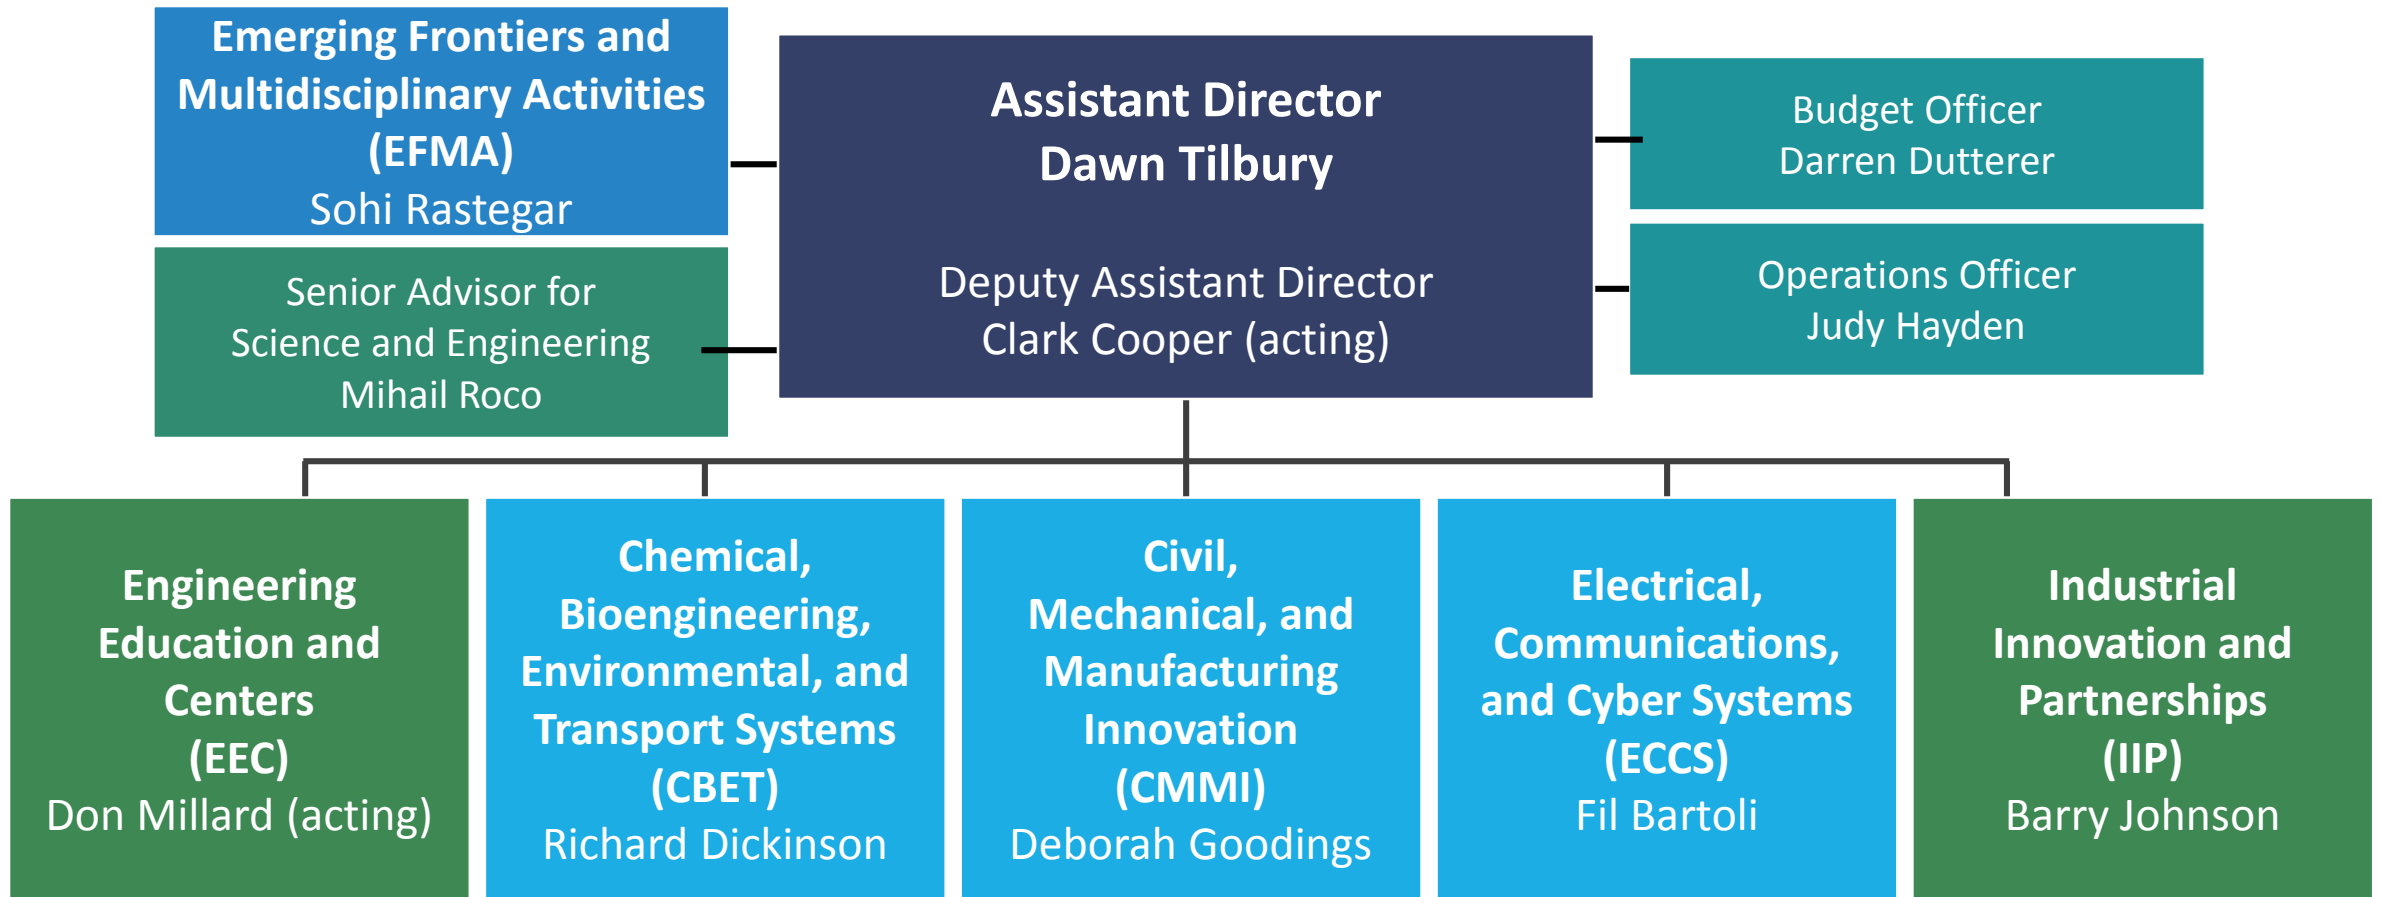 Emerging Frontiers and
Multidisciplinary Activities
(EFMA)
Sohi Rastegar
Senior Advisor for
Science and Engineering
Mihail Roco
Assistant Director
Dawn Tilbury
Deputy Assistant Director
Clark Cooper (acting)
Budget Officer
Darren Dutterer
Operations Officer
Judy Hayden
Engineering
Education and
Centers
(EEC)
Don Millard (acting)
Chemical,
Bioengineering,
Environmental, and
Transport Systems
(CBET)
Richard Dickinson
Civil,
Mechanical, and
Manufacturing
Innovation
(CMMI)
Deborah Goodings
Electrical,
Communications,
and Cyber Systems
(ECCS)
Fil Bartoli
Industrial
Innovation and
Partnerships
(IIP)
Barry Johnson